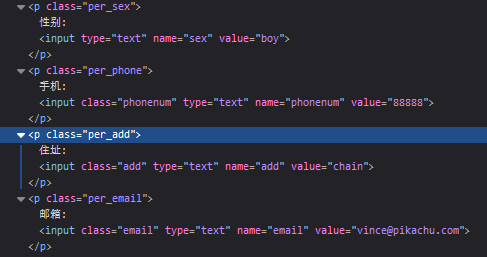 <p class="per_sex">
性别:
<input type="text" name="sex" value="boy">
</p>
<p class="per_phone">
手机:
<input class="phonenum" type="text" name="phonenum" value="88888">
</p>
<p class="per_add">
住址:
<input class="add" type="text" name="add" value="chain">
</p>
<p class="per_email">
邮箱:
<input class="email" type="text" name="email" value="vince@pikachu.com">
</p>